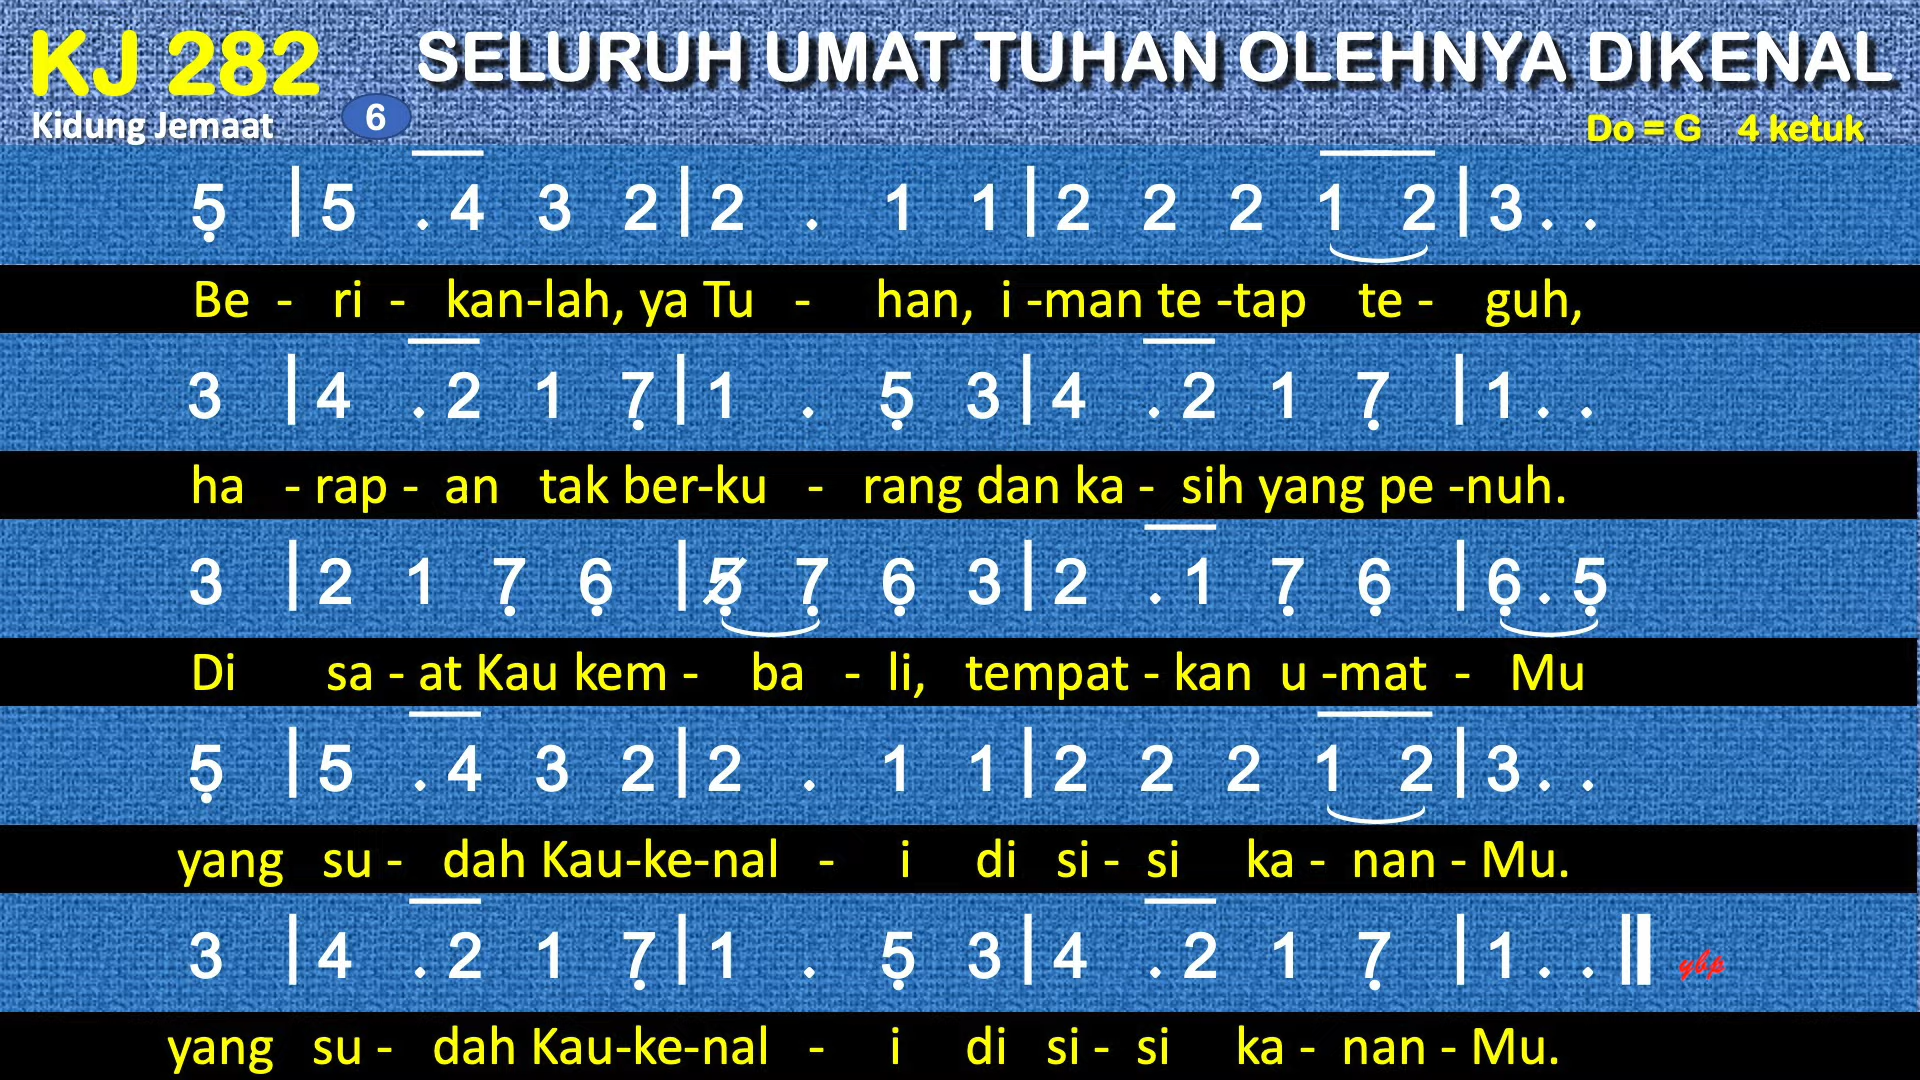 KJ 282 SELURUH UMAT TUHAN OLEHNYA DIKENAL
Kidung Jemaat 6 Do = G 4 ketuk
5̣ | 5 . 4 3 2 | 2 . 1 1 | 2 2 2 1 2 | 3 . .
Be - ri - kan-lah, ya Tu - han, i -man te -tap te - guh,
3 | 4 . 2 1 7̣ | 1 . 5̣ 3 | 4 . 2 1 7̣ | 1 . .
ha - rap - an tak ber-ku - rang dan ka - sih yang pe -nuh.
3 | 2 1 7̣ 6̣ | 5̸̣ 7̣ 6̣ 3 | 2 . 1 7̣ 6̣ | 6̣ . 5̣
Di sa - at Kau kem - ba - li, tempat - kan u -mat - Mu
5̣ | 5 . 4 3 2 | 2 . 1 1 | 2 2 2 1 2 | 3 . .
yang su - dah Kau-ke-nal - i di si - si ka - nan - Mu.
3 | 4 . 2 1 7̣ | 1 . 5̣ 3 | 4 . 2 1 7̣ | 1 . . || ybp
yang su - dah Kau-ke-nal - i di si - si ka - nan - Mu.